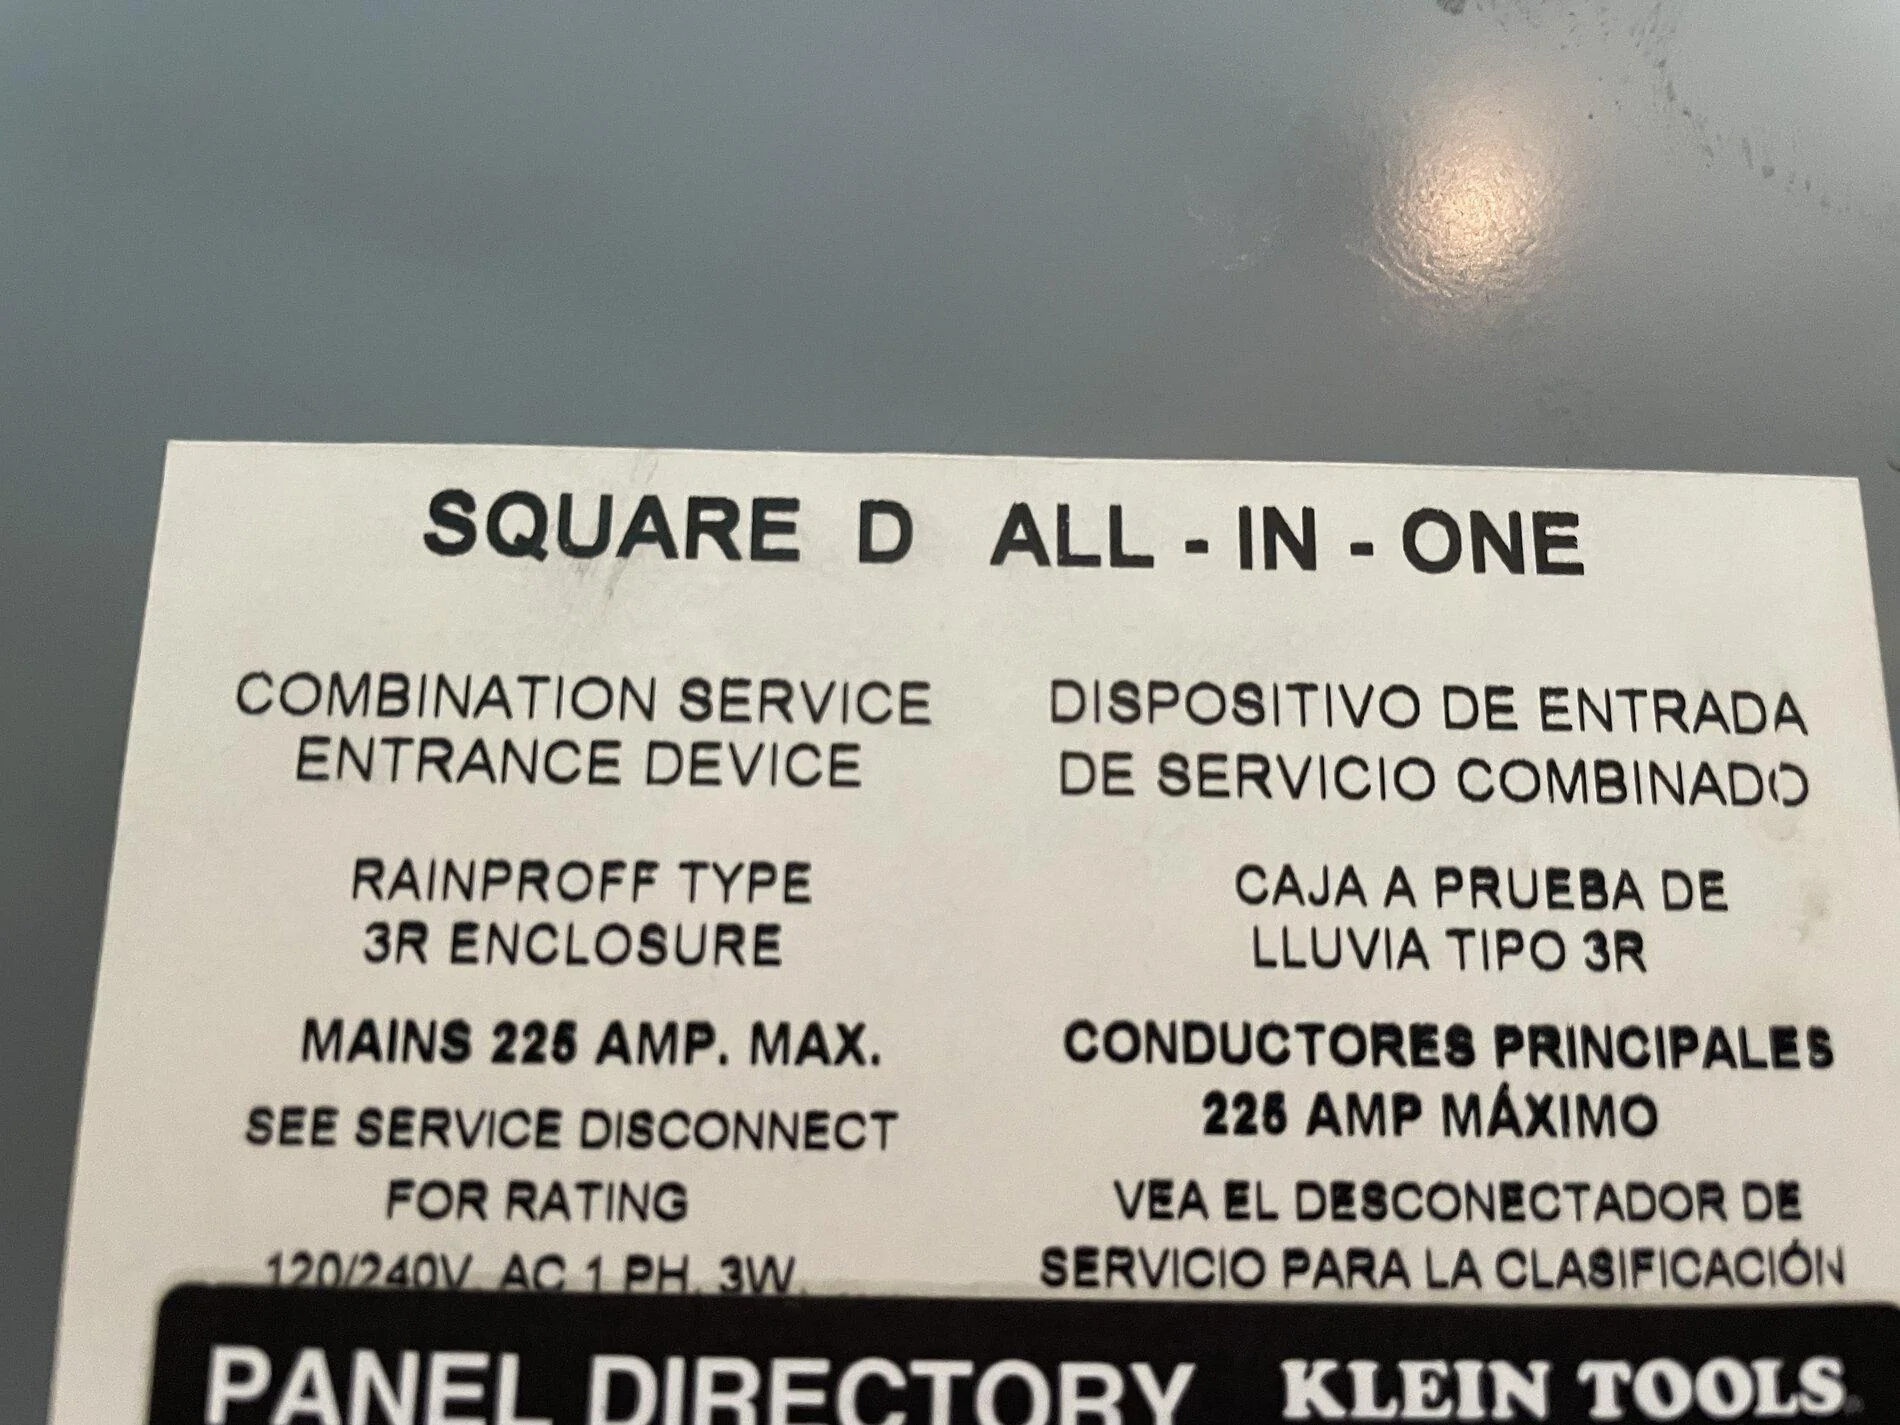 SQUARE D ALL - IN - ONE
COMBINATION SERVICE
ENTRANCE DEVICE
RAINPROFF TYPE
3R ENCLOSURE
MAINS 225 AMP. MAX.
SEE SERVICE DISCONNECT
FOR RATING
120/240V. AC 1 PH. 3W.
DISPOSITIVO DE ENTRADA
DE SERVICIO COMBINADO
CAJA A PRUEBA DE
LLUVIA TIPO 3R
CONDUCTORES PRINCIPALES
225 AMP MÁXIMO
VEA EL DESCONECTADOR DE
SERVICIO PARA LA CLASIFICACIÓN
PANEL DIRECTORY KLEIN TOOLS®